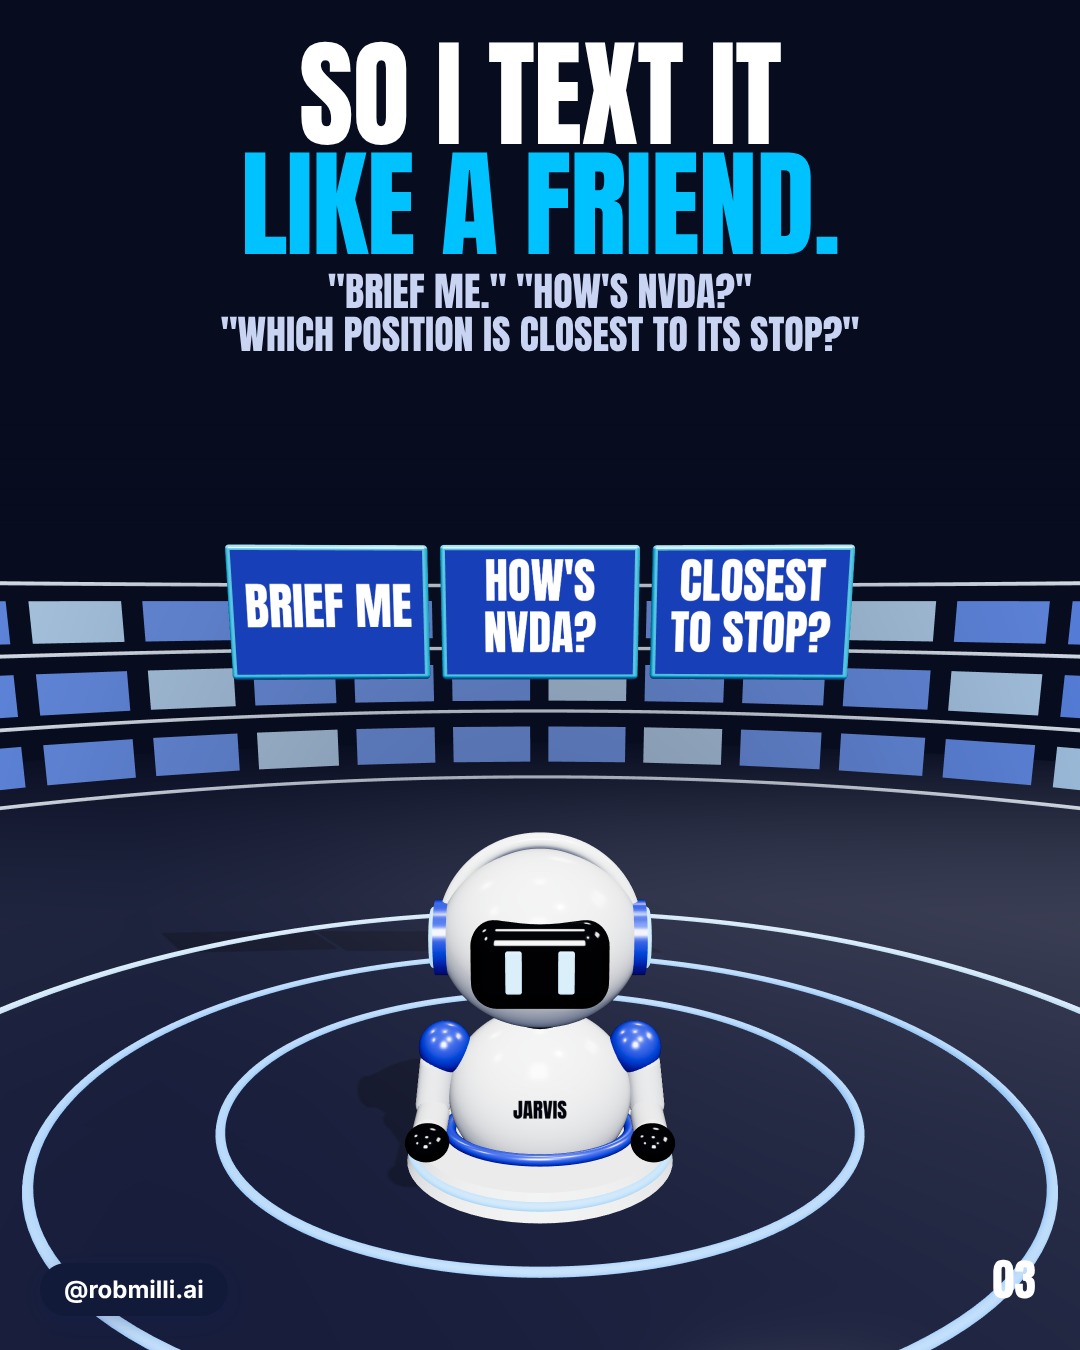 SO I TEXT IT
LIKE A FRIEND.
"BRIEF ME." "HOW'S NVDA?"
"WHICH POSITION IS CLOSEST TO ITS STOP?"
BRIEF ME
HOW'S
NVDA?
CLOSEST
TO STOP?
JARVIS
@robmilli.ai
03